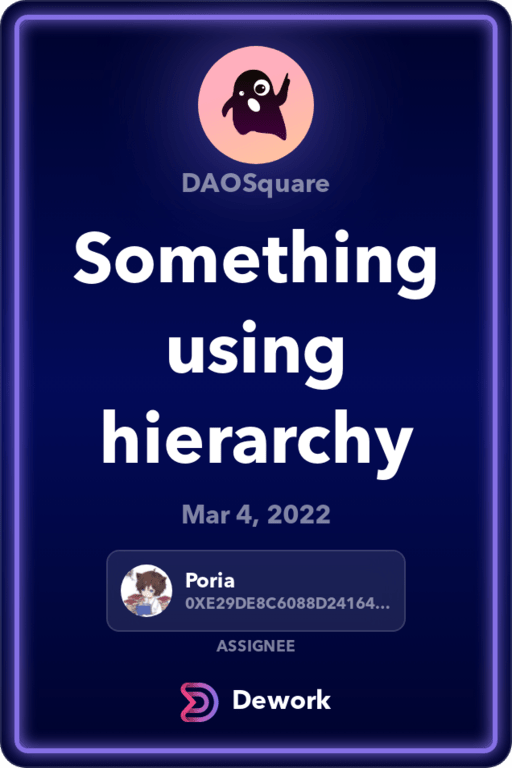 DAOSquare
Something
using
hierarchy
Mar 4, 2022
Poria
0XE29DE8C6088D24164...
ASSIGNEE
Dework